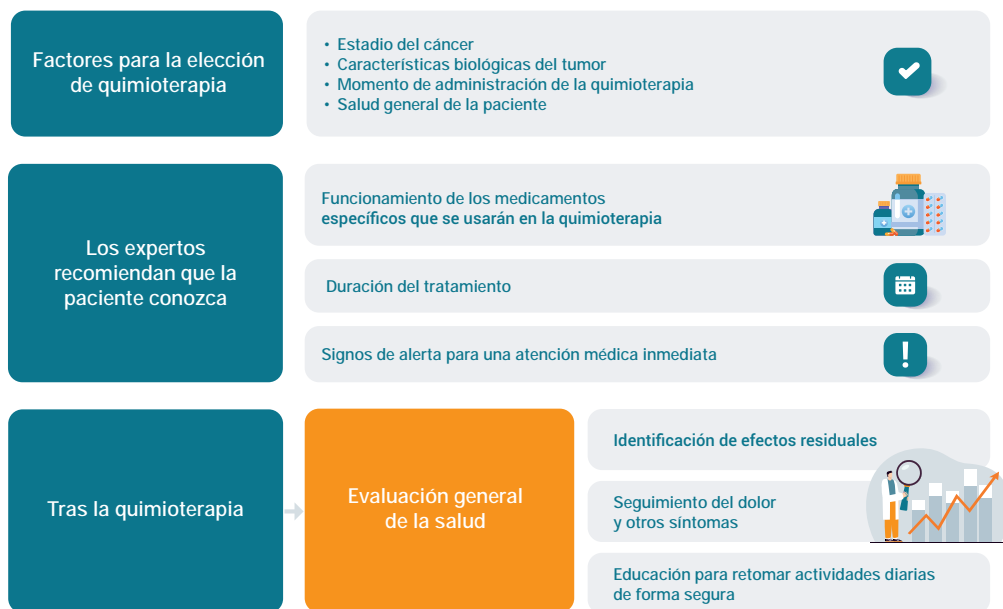 Factores para la elección
de quimioterapia
• Estadio del cáncer
• Características biológicas del tumor
• Momento de administración de la quimioterapia
• Salud general de la paciente
Los expertos
recomiendan que la
paciente conozca
Funcionamiento de los medicamentos
específicos que se usarán en la quimioterapia
Duración del tratamiento
Signos de alerta para una atención médica inmediata
Tras la quimioterapia
Evaluación general
de la salud
Identificación de efectos residuales
Seguimiento del dolor
y otros síntomas
Educación para retomar actividades diarias
de forma segura